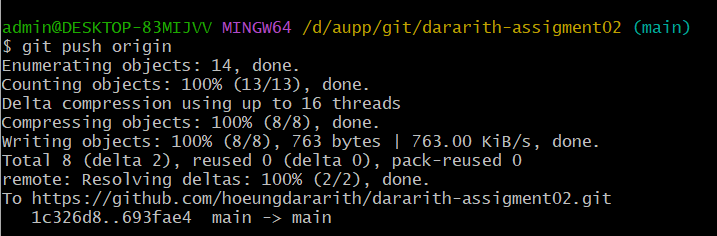 admin@DESKTOP-83MIJVV MINGW64 /d/aupp/git/dararith-assigment02 (main)
$ git push origin
Enumerating objects: 14, done.
Counting objects: 100% (13/13), done.
Delta compression using up to 16 threads
Compressing objects: 100% (8/8), done.
Writing objects: 100% (8/8), 763 bytes | 763.00 KiB/s, done.
Total 8 (delta 2), reused 0 (delta 0), pack-reused 0
remote: Resolving deltas: 100% (2/2), done.
To https://github.com/hoeungdararith/dararith-assigment02.git
   1c326d8..693fae4  main -> main